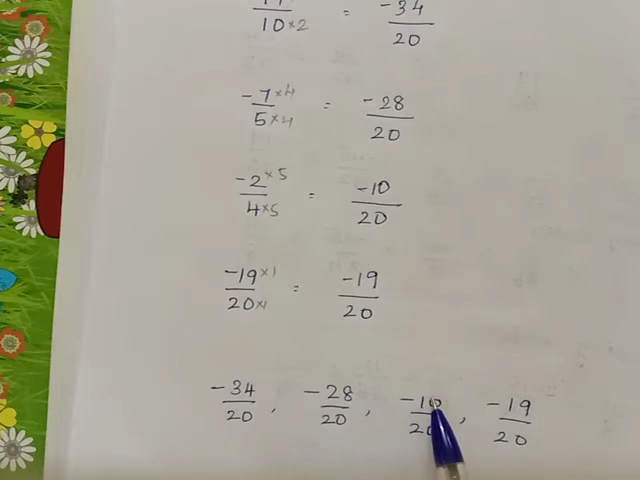 10×2 = -34/20
-7×4/5×4 = -28/20
-2×5/4×5 = -10/20
-19×1/20×1 = -19/20
-34/20, -28/20, -10/20, -19/20